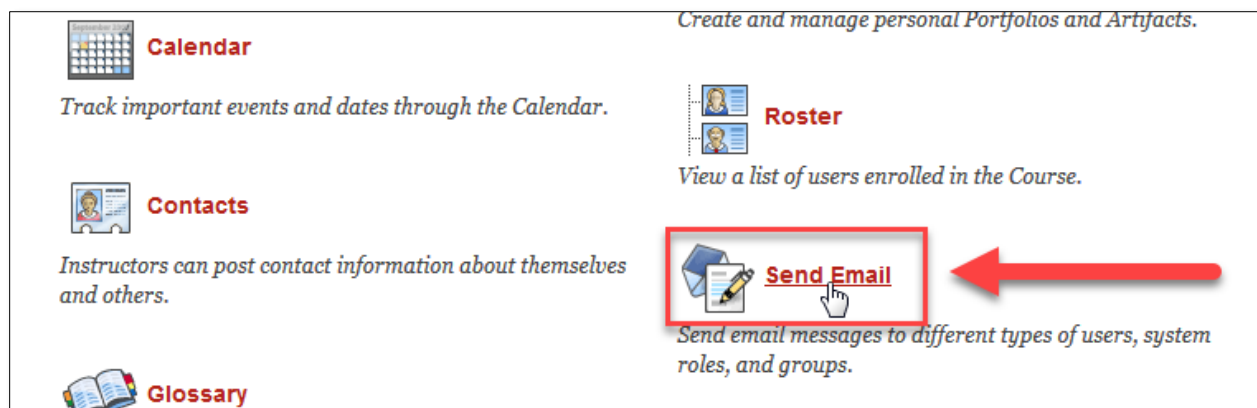 September 200
Calendar
Track important events and dates through the Calendar.
Contacts
Instructors can post contact information about themselves
and others.
Glossary
Create and manage personal Portfolios and Artifacts.
Roster
View a list of users enrolled in the Course.
Send Email
Send email messages to different types of users, system
roles, and groups.